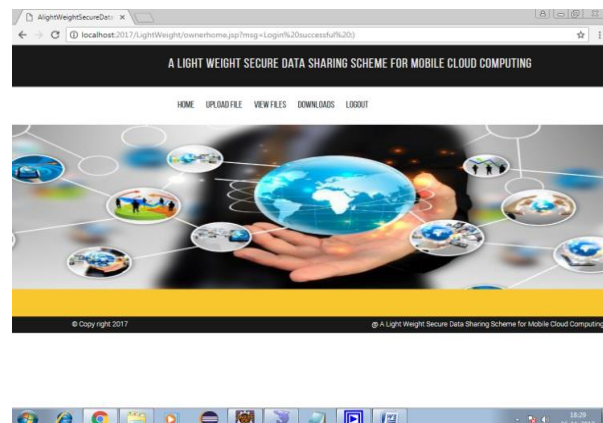 AlightWeightSecureData
localhost:2017/LightWeight/ownerhome.jsp?msg=Login%20successful%20:)
A LIGHT WEIGHT SECURE DATA SHARING SCHEME FOR MOBILE CLOUD COMPUTING
HOME UPLOAD FILE VIEW FILES DOWNLOADS LOGOUT
© Copy right 2017 @ A Light Weight Secure Data Sharing Scheme for Mobile Cloud Computing
18:29